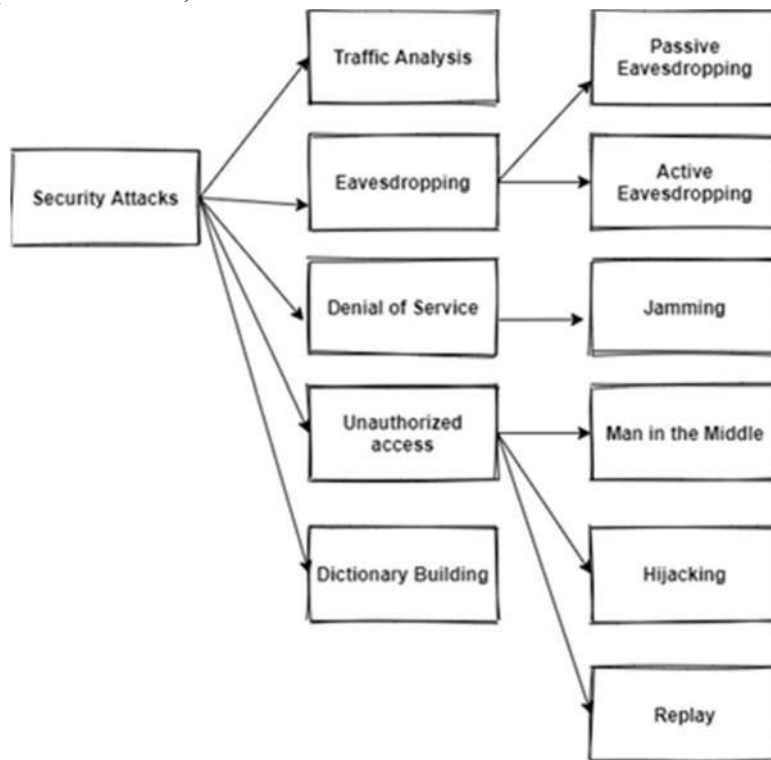 Traffic Analysis
Passive
Eavesdropping
Security Attacks
Eavesdropping
Active
Eavesdropping
Denial of Service
Jamming
Unauthorized
access
Man in the Middle
Dictionary Building
Hijacking
Replay